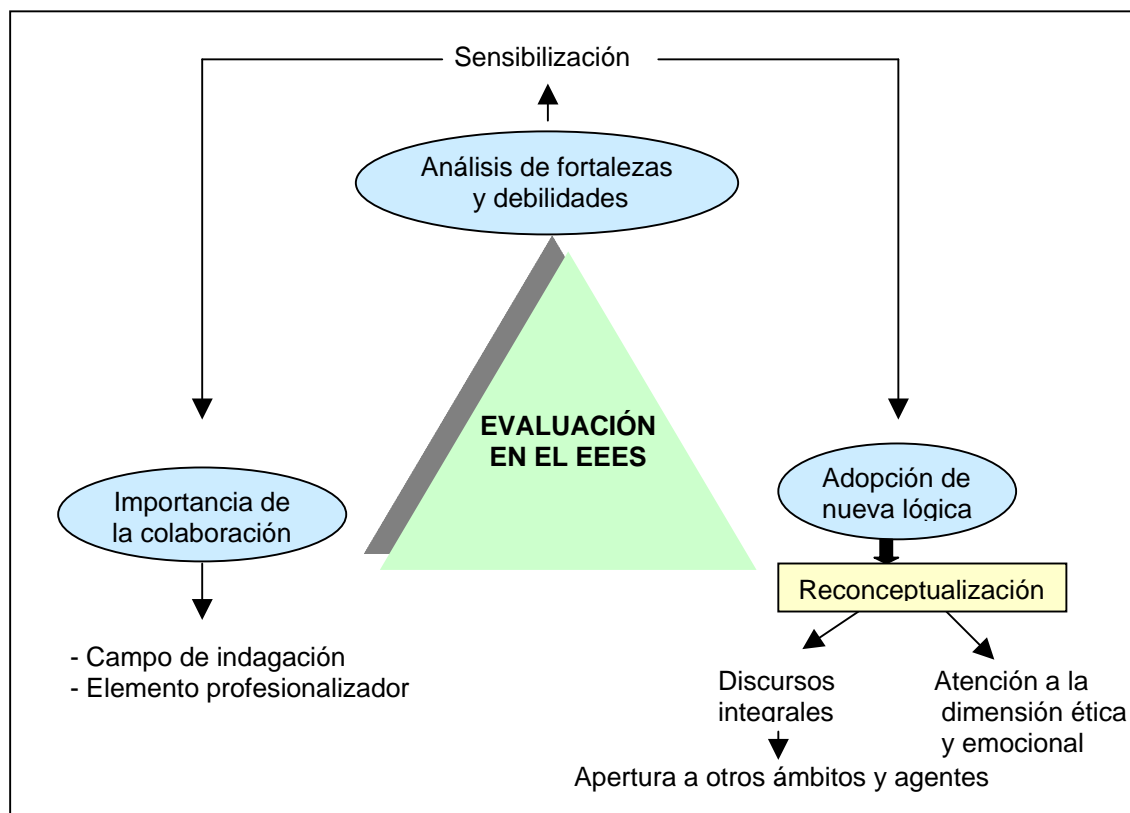 Sensibilización
Análisis de fortalezas
y debilidades
EVALUACIÓN
EN EL EEES
Importancia de
la colaboración
- Campo de indagación
- Elemento profesionalizador
Adopción de
nueva lógica
Reconceptualización
Discursos
integrales
Atención a la
dimensión ética
y emocional
Apertura a otros ámbitos y agentes